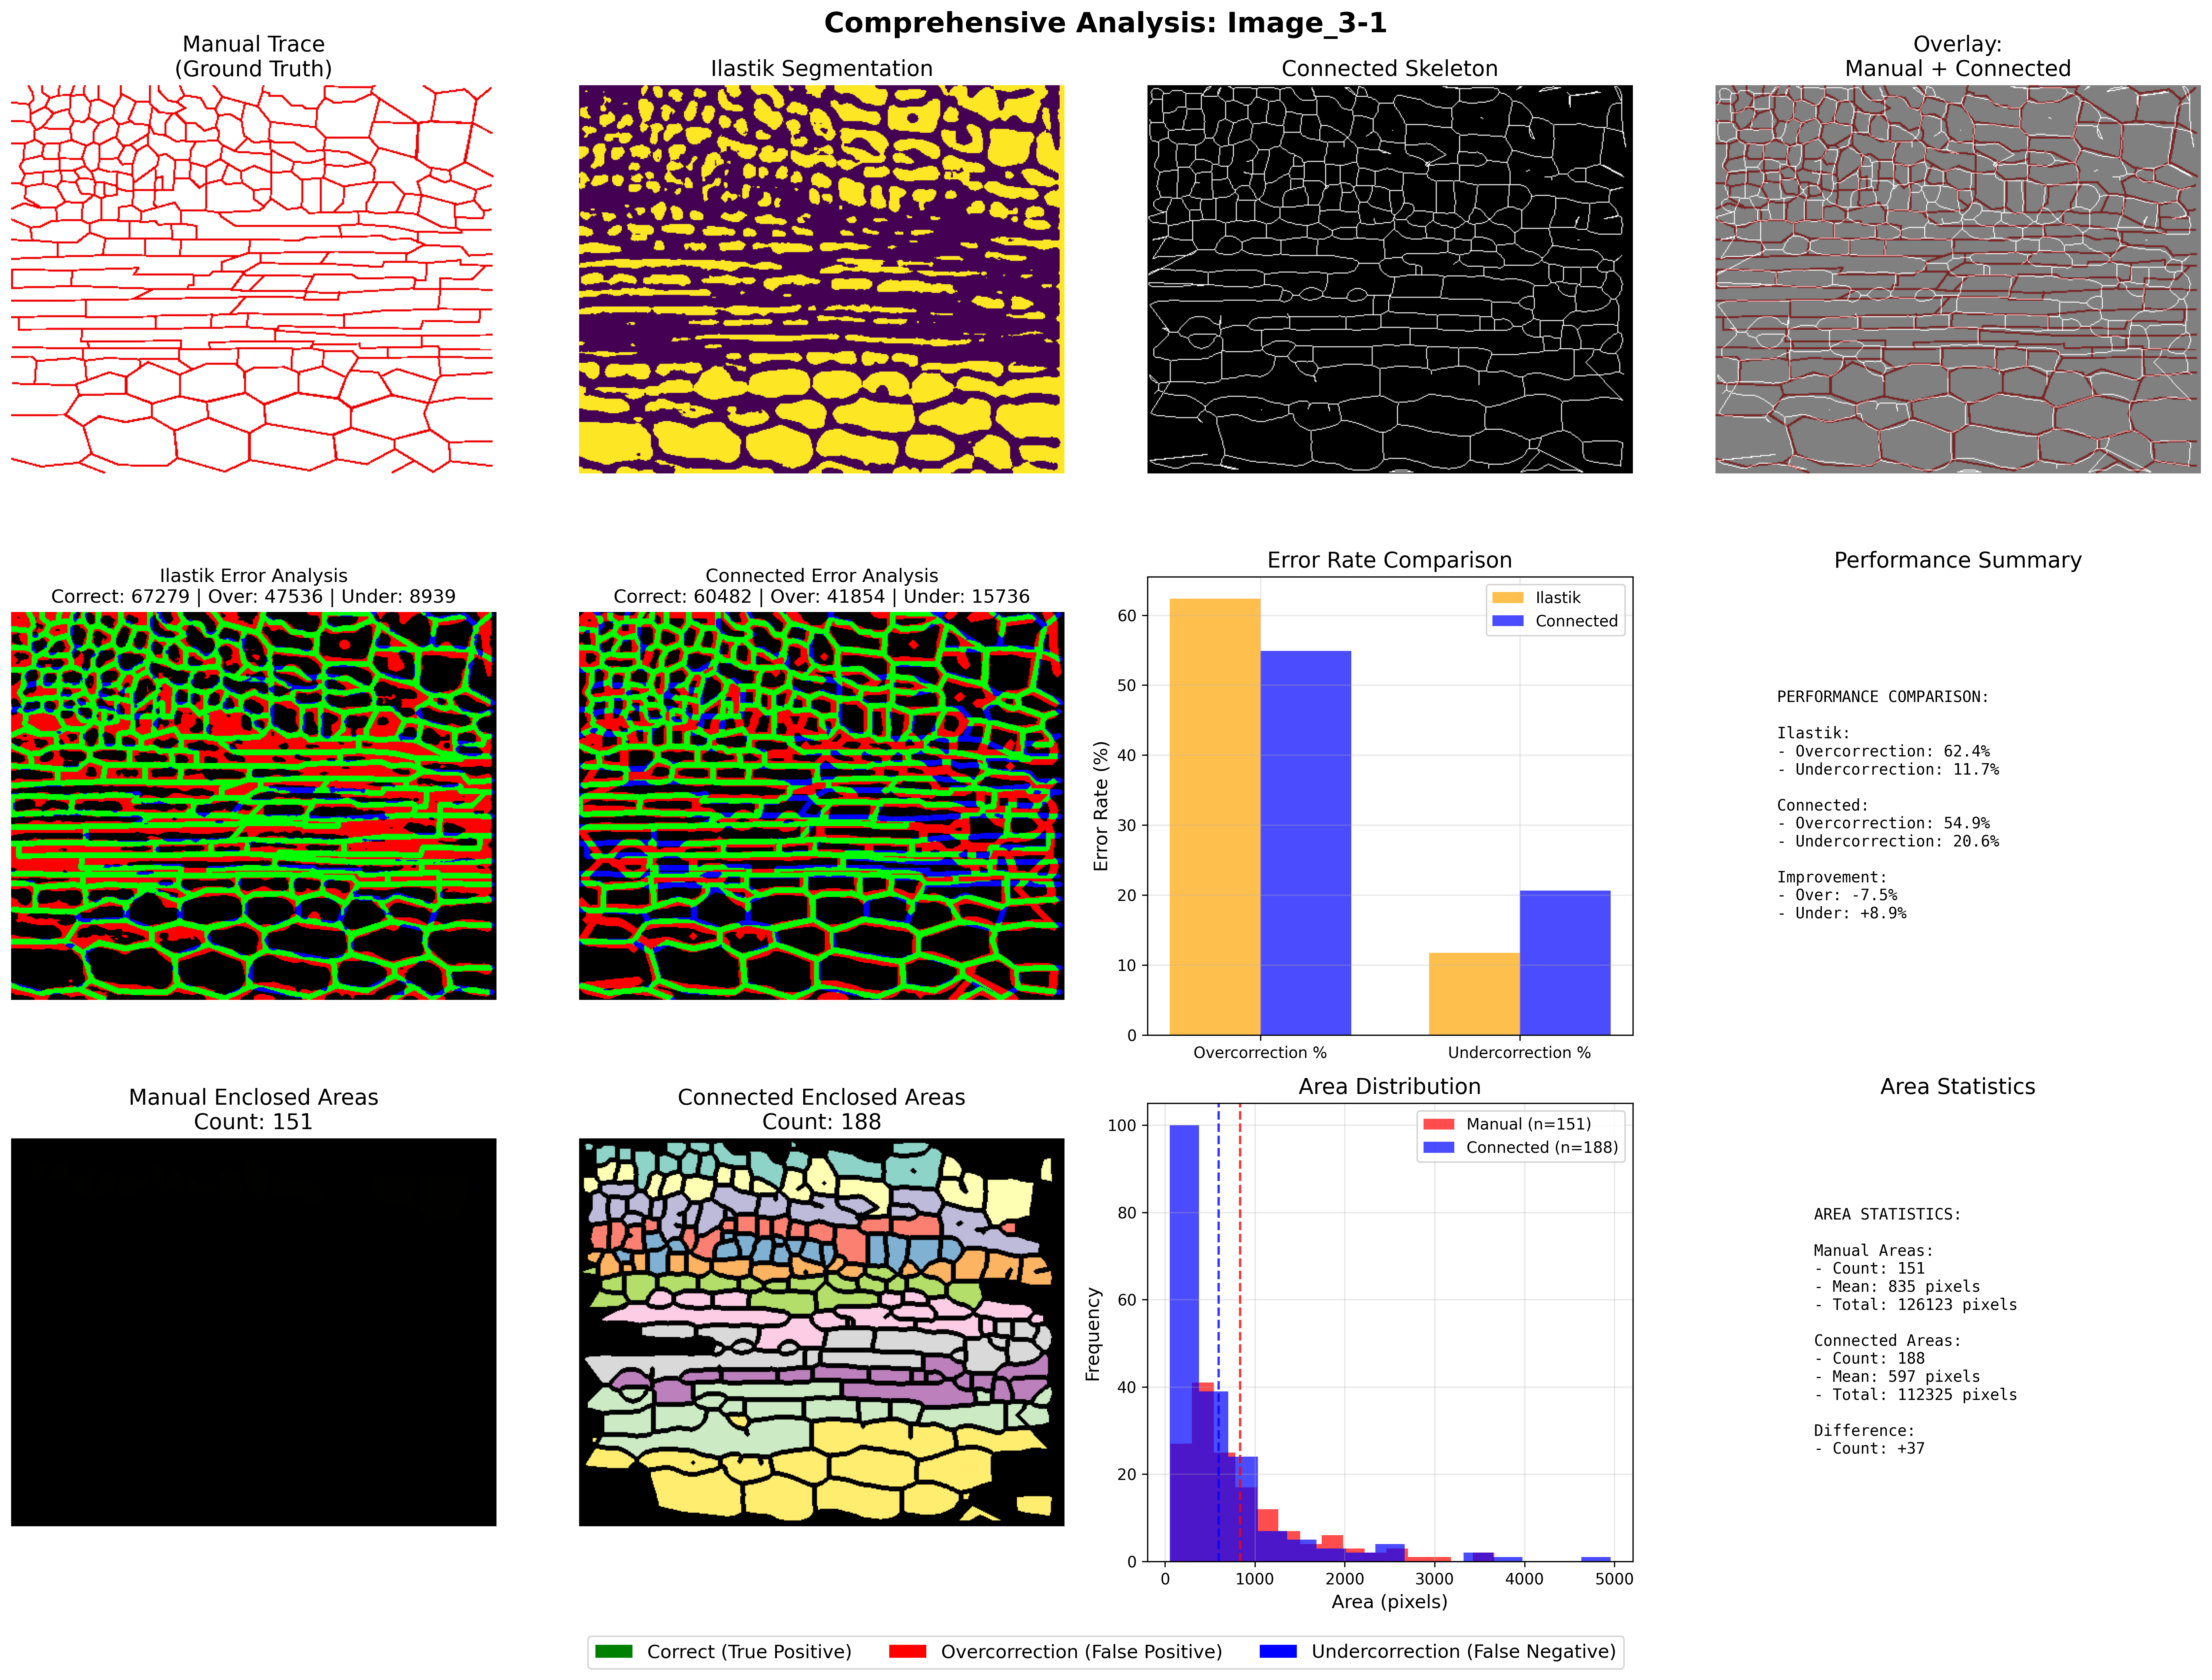 Comprehensive Analysis: Image_3-1
Manual Trace
(Ground Truth)
Ilastik Segmentation
Connected Skeleton
Overlay:
Manual + Connected
Ilastik Error Analysis
Correct: 67279 | Over: 47536 | Under: 8939
Connected Error Analysis
Correct: 60482 | Over: 41854 | Under: 15736
Error Rate Comparison
Ilastik
Connected
Error Rate (%)
60
50
40
30
20
10
0
Overcorrection %
Undercorrection %
Performance Summary
PERFORMANCE COMPARISON:
Ilastik:
- Overcorrection: 62.4%
- Undercorrection: 11.7%
Connected:
- Overcorrection: 54.9%
- Undercorrection: 20.6%
Improvement:
- Over: -7.5%
- Under: +8.9%
Manual Enclosed Areas
Count: 151
Connected Enclosed Areas
Count: 188
Area Distribution
Manual (n=151)
Connected (n=188)
Frequency
100
80
60
40
20
0
0 1000 2000 3000 4000 5000
Area (pixels)
Area Statistics
AREA STATISTICS:
Manual Areas:
- Count: 151
- Mean: 835 pixels
- Total: 126123 pixels
Connected Areas:
- Count: 188
- Mean: 597 pixels
- Total: 112325 pixels
Difference:
- Count: +37
Correct (True Positive)
Overcorrection (False Positive)
Undercorrection (False Negative)